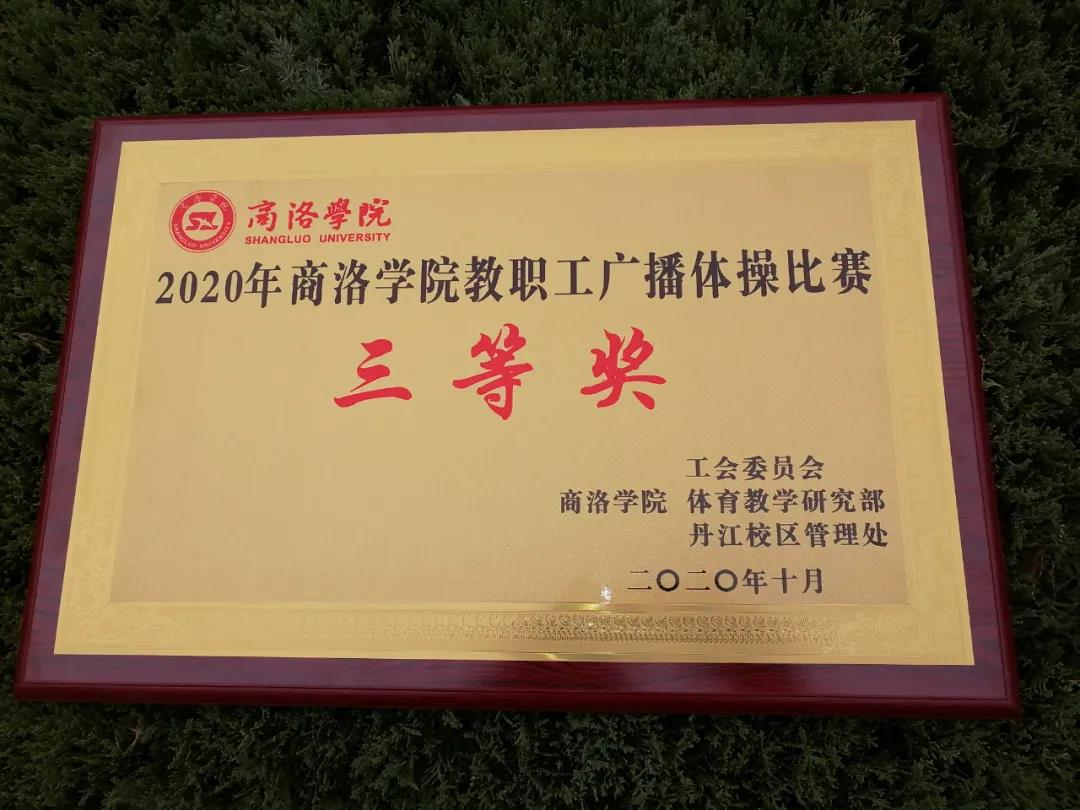 商洛學院
SHANGLUO UNIVERSITY
2020年商洛学院教职工广播体操比赛
三等奖
工会委员会
商洛学院 体育教学研究部
丹江校区管理处
二〇二〇年十月